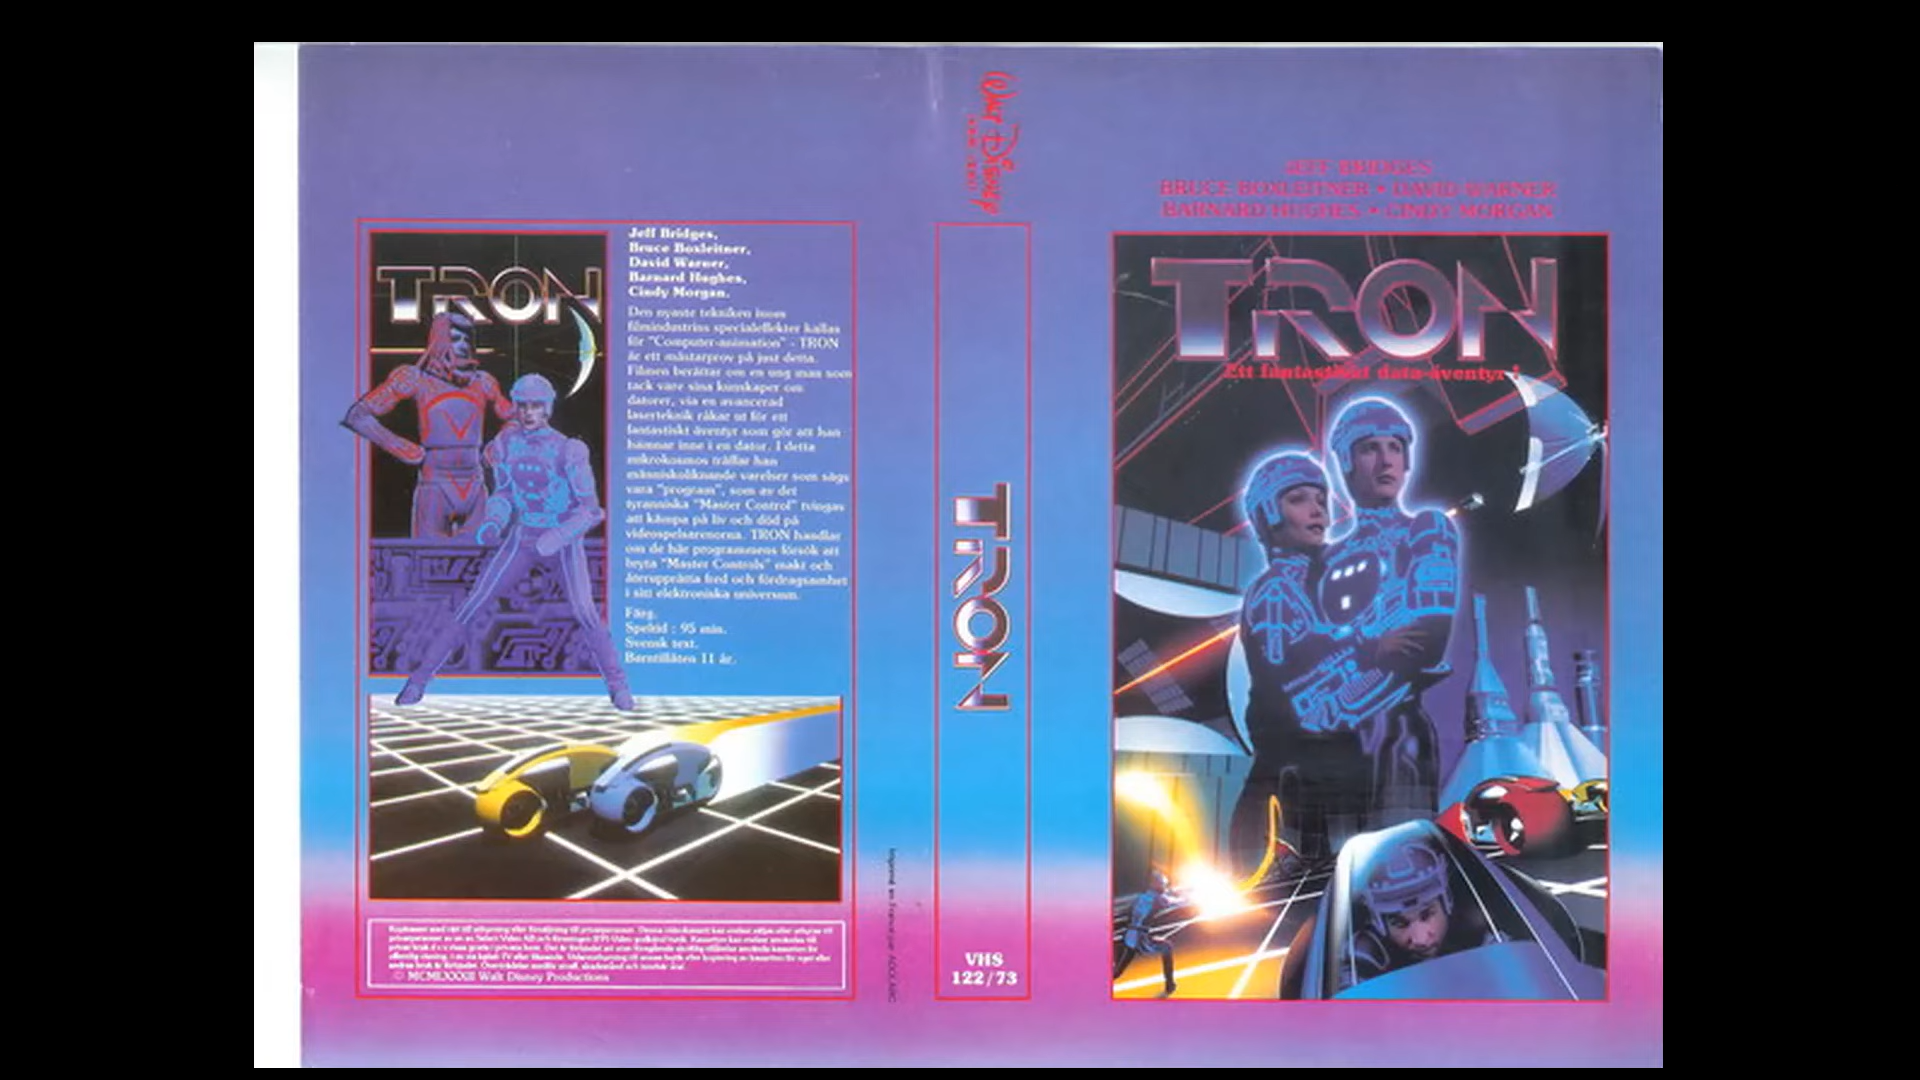 TRON
Jeff Bridges,
Bruce Boxleitner,
David Warner,
Barnard Hughes,
Cindy Morgan.
Den nyaste tekniken inom
filmindustrins specialeffekter kallas
för "Computer-animation" - TRON
är ett mästarprov på just detta.
Filmen berättar om en ung man som
tack vare sina kunskaper om
datorer, via en avancerad
laserteknik råkar ut för ett
fantastiskt äventyr som gör att han
hamnar inne i en dator. I detta
mikrokosmos träffar han
människoliknande varelser som sägs
vara "program", som av det
tyranniska "Master Control" tvingas
att kämpa på liv och död på
videospelsarenorna. TRON handlar
om de här programmens försök att
bryta "Master Controls" makt och
återupprätta fred och fördragsamhet
i sitt elektroniska universum.
Färg.
Speltid : 95 min.
Svensk text.
Barntillåten 11 år.
© MCMLXXXII Walt Disney Productions
Walt Disney
TRON
VHS
122/73
JEFF BRIDGES
BRUCE BOXLEITNER • DAVID WARNER
BARNARD HUGHES • CINDY MORGAN
TRON
Ett fantastiskt data-äventyr !